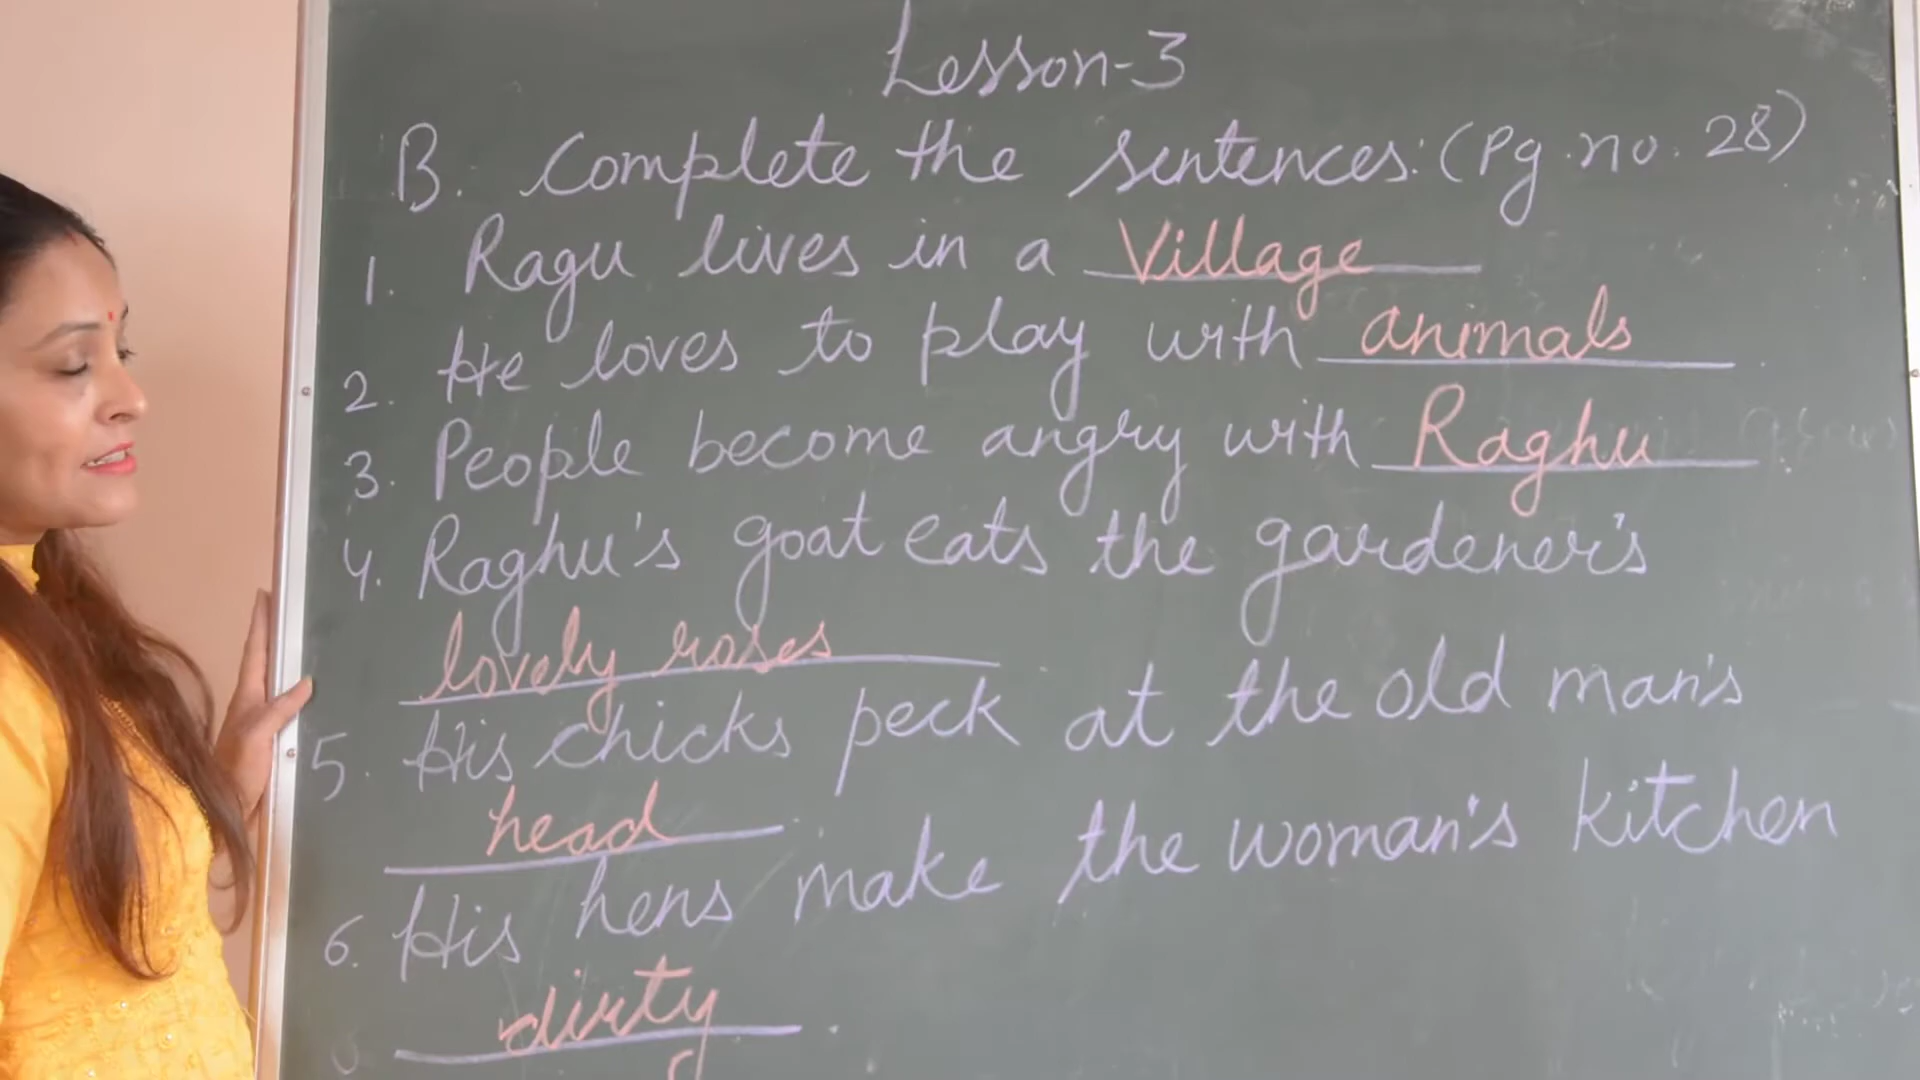 Lesson-3
B. Complete the sentences: (Pg. no. 28)
1. Ragu lives in a Village
2. He loves to play with animals.
3. People become angry with Raghu
4. Raghu's goat eats the gardener's
lovely roses.
5. His chicks peck at the old man's
head.
6. His hens make the woman's kitchen
dirty.